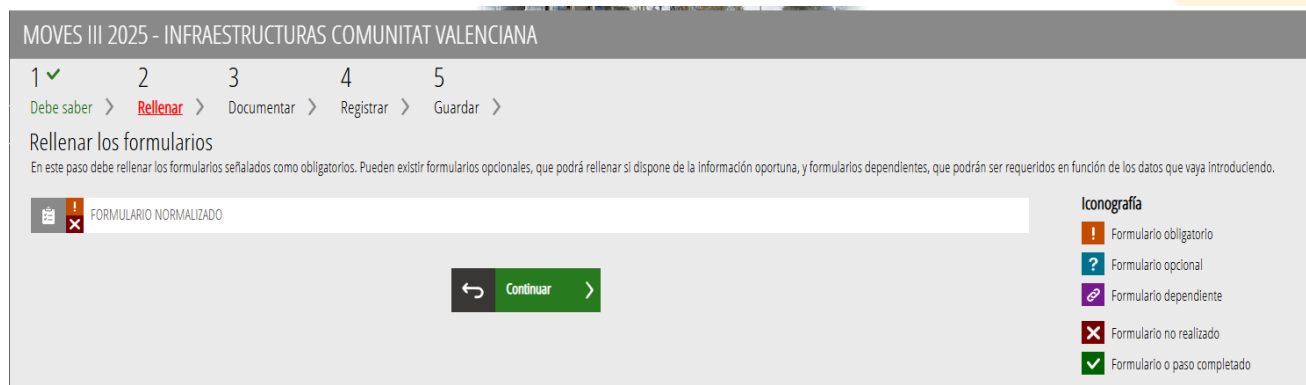 MOVES III 2025 - INFRAESTRUCTURAS COMUNITAT VALENCIANA
1 2 3 4 5
Debe saber Rellenar Documentar Registrar Guardar
Rellenar los formularios
En este paso debe rellenar los formularios señalados como obligatorios. Pueden existir formularios opcionales, que podrá rellenar si dispone de la información oportuna, y formularios dependientes, que podrán ser requeridos en función de los datos que vaya introduciendo.
FORMULARIO NORMALIZADO
Continuar
Iconografía
! Formulario obligatorio
? Formulario opcional
Formulario dependiente
Formulario no realizado
Formulario o paso completado